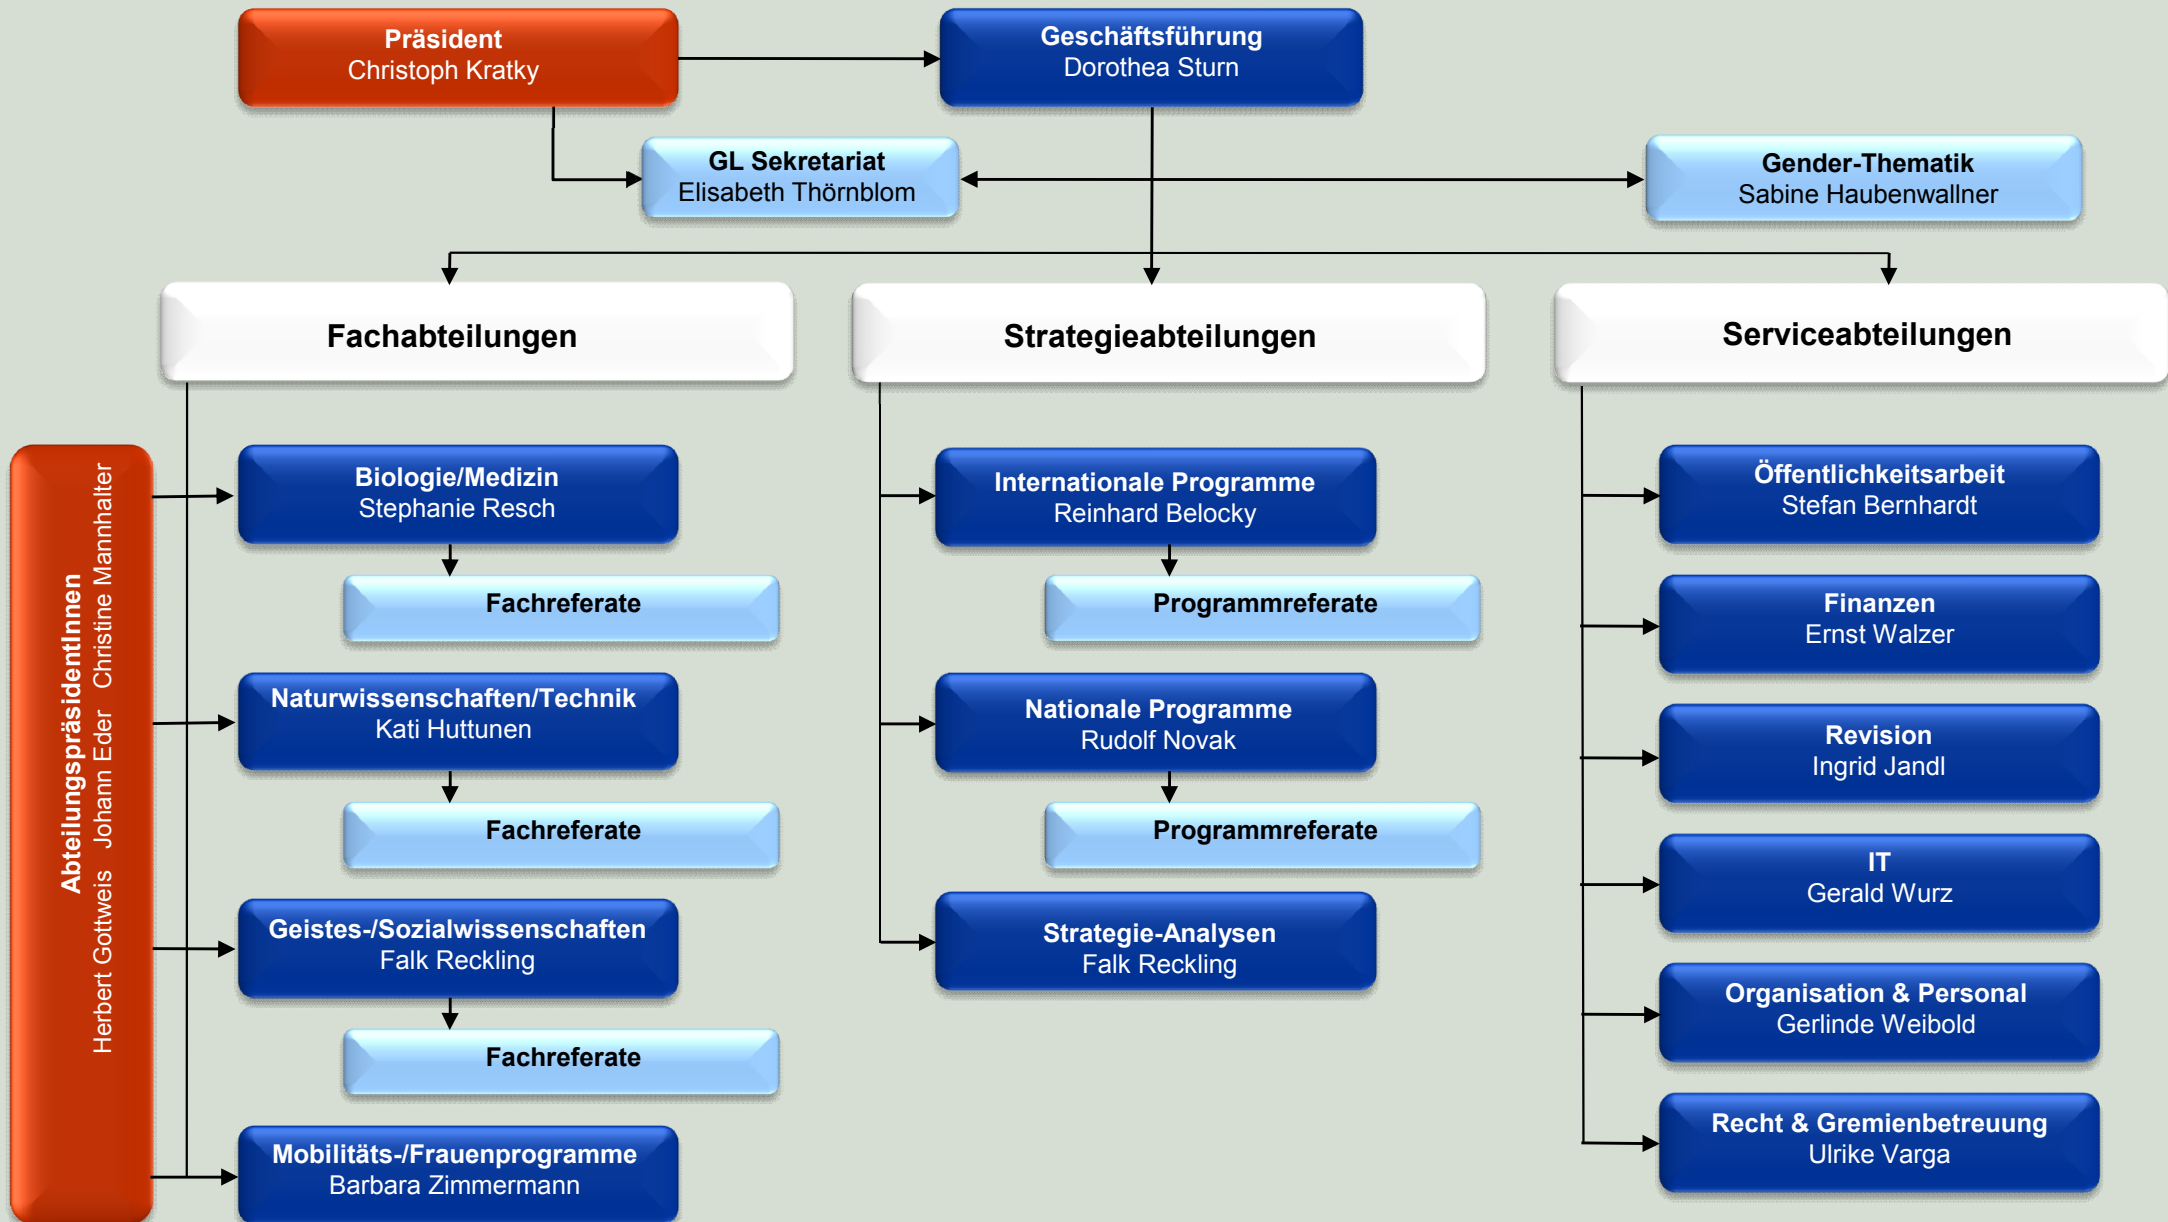 Präsident
Christoph Kratky
Geschäftsführung
Dorothea Sturn
GL Sekretariat
Elisabeth Thörnblom
Gender-Thematik
Sabine Haubenwallner
Fachabteilungen
Strategieabteilungen
Serviceabteilungen
AbteilungspräsidentInnen
Herbert Gottweis Johann Eder Christine Mannhalter
Biologie/Medizin
Stephanie Resch
Fachreferate
Naturwissenschaften/Technik
Kati Huttunen
Fachreferate
Geistes-/Sozialwissenschaften
Falk Reckling
Fachreferate
Mobilitäts-/Frauenprogramme
Barbara Zimmermann
Internationale Programme
Reinhard Belocky
Programmreferate
Nationale Programme
Rudolf Novak
Programmreferate
Strategie-Analysen
Falk Reckling
Öffentlichkeitsarbeit
Stefan Bernhardt
Finanzen
Ernst Walzer
Revision
Ingrid Jandl
IT
Gerald Wurz
Organisation & Personal
Gerlinde Weibold
Recht & Gremienbetreuung
Ulrike Varga